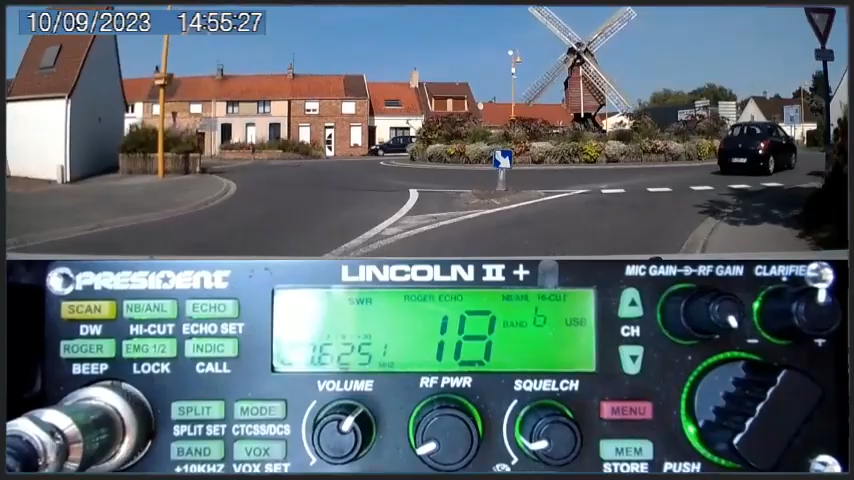 10/09/2023 14:55:27
PRESIDENT
LINCOLN II +
MIC GAIN RF GAIN
SCAN NB/ANL ECHO
DW HI-CUT ECHO SET
ROGER EMG 1/2 INDIC
BEEP LOCK CALL
SWR ROGER ECHO NB/ANL HI-CUT
18 BAND b USB
MHz
CH
VOLUME RF PWR SQUELCH
SPLIT MODE
SPLIT SET CTCSS/DCS
BAND VOX
+10KHZ VOX SET
MENU
MEM
STORE PUSH